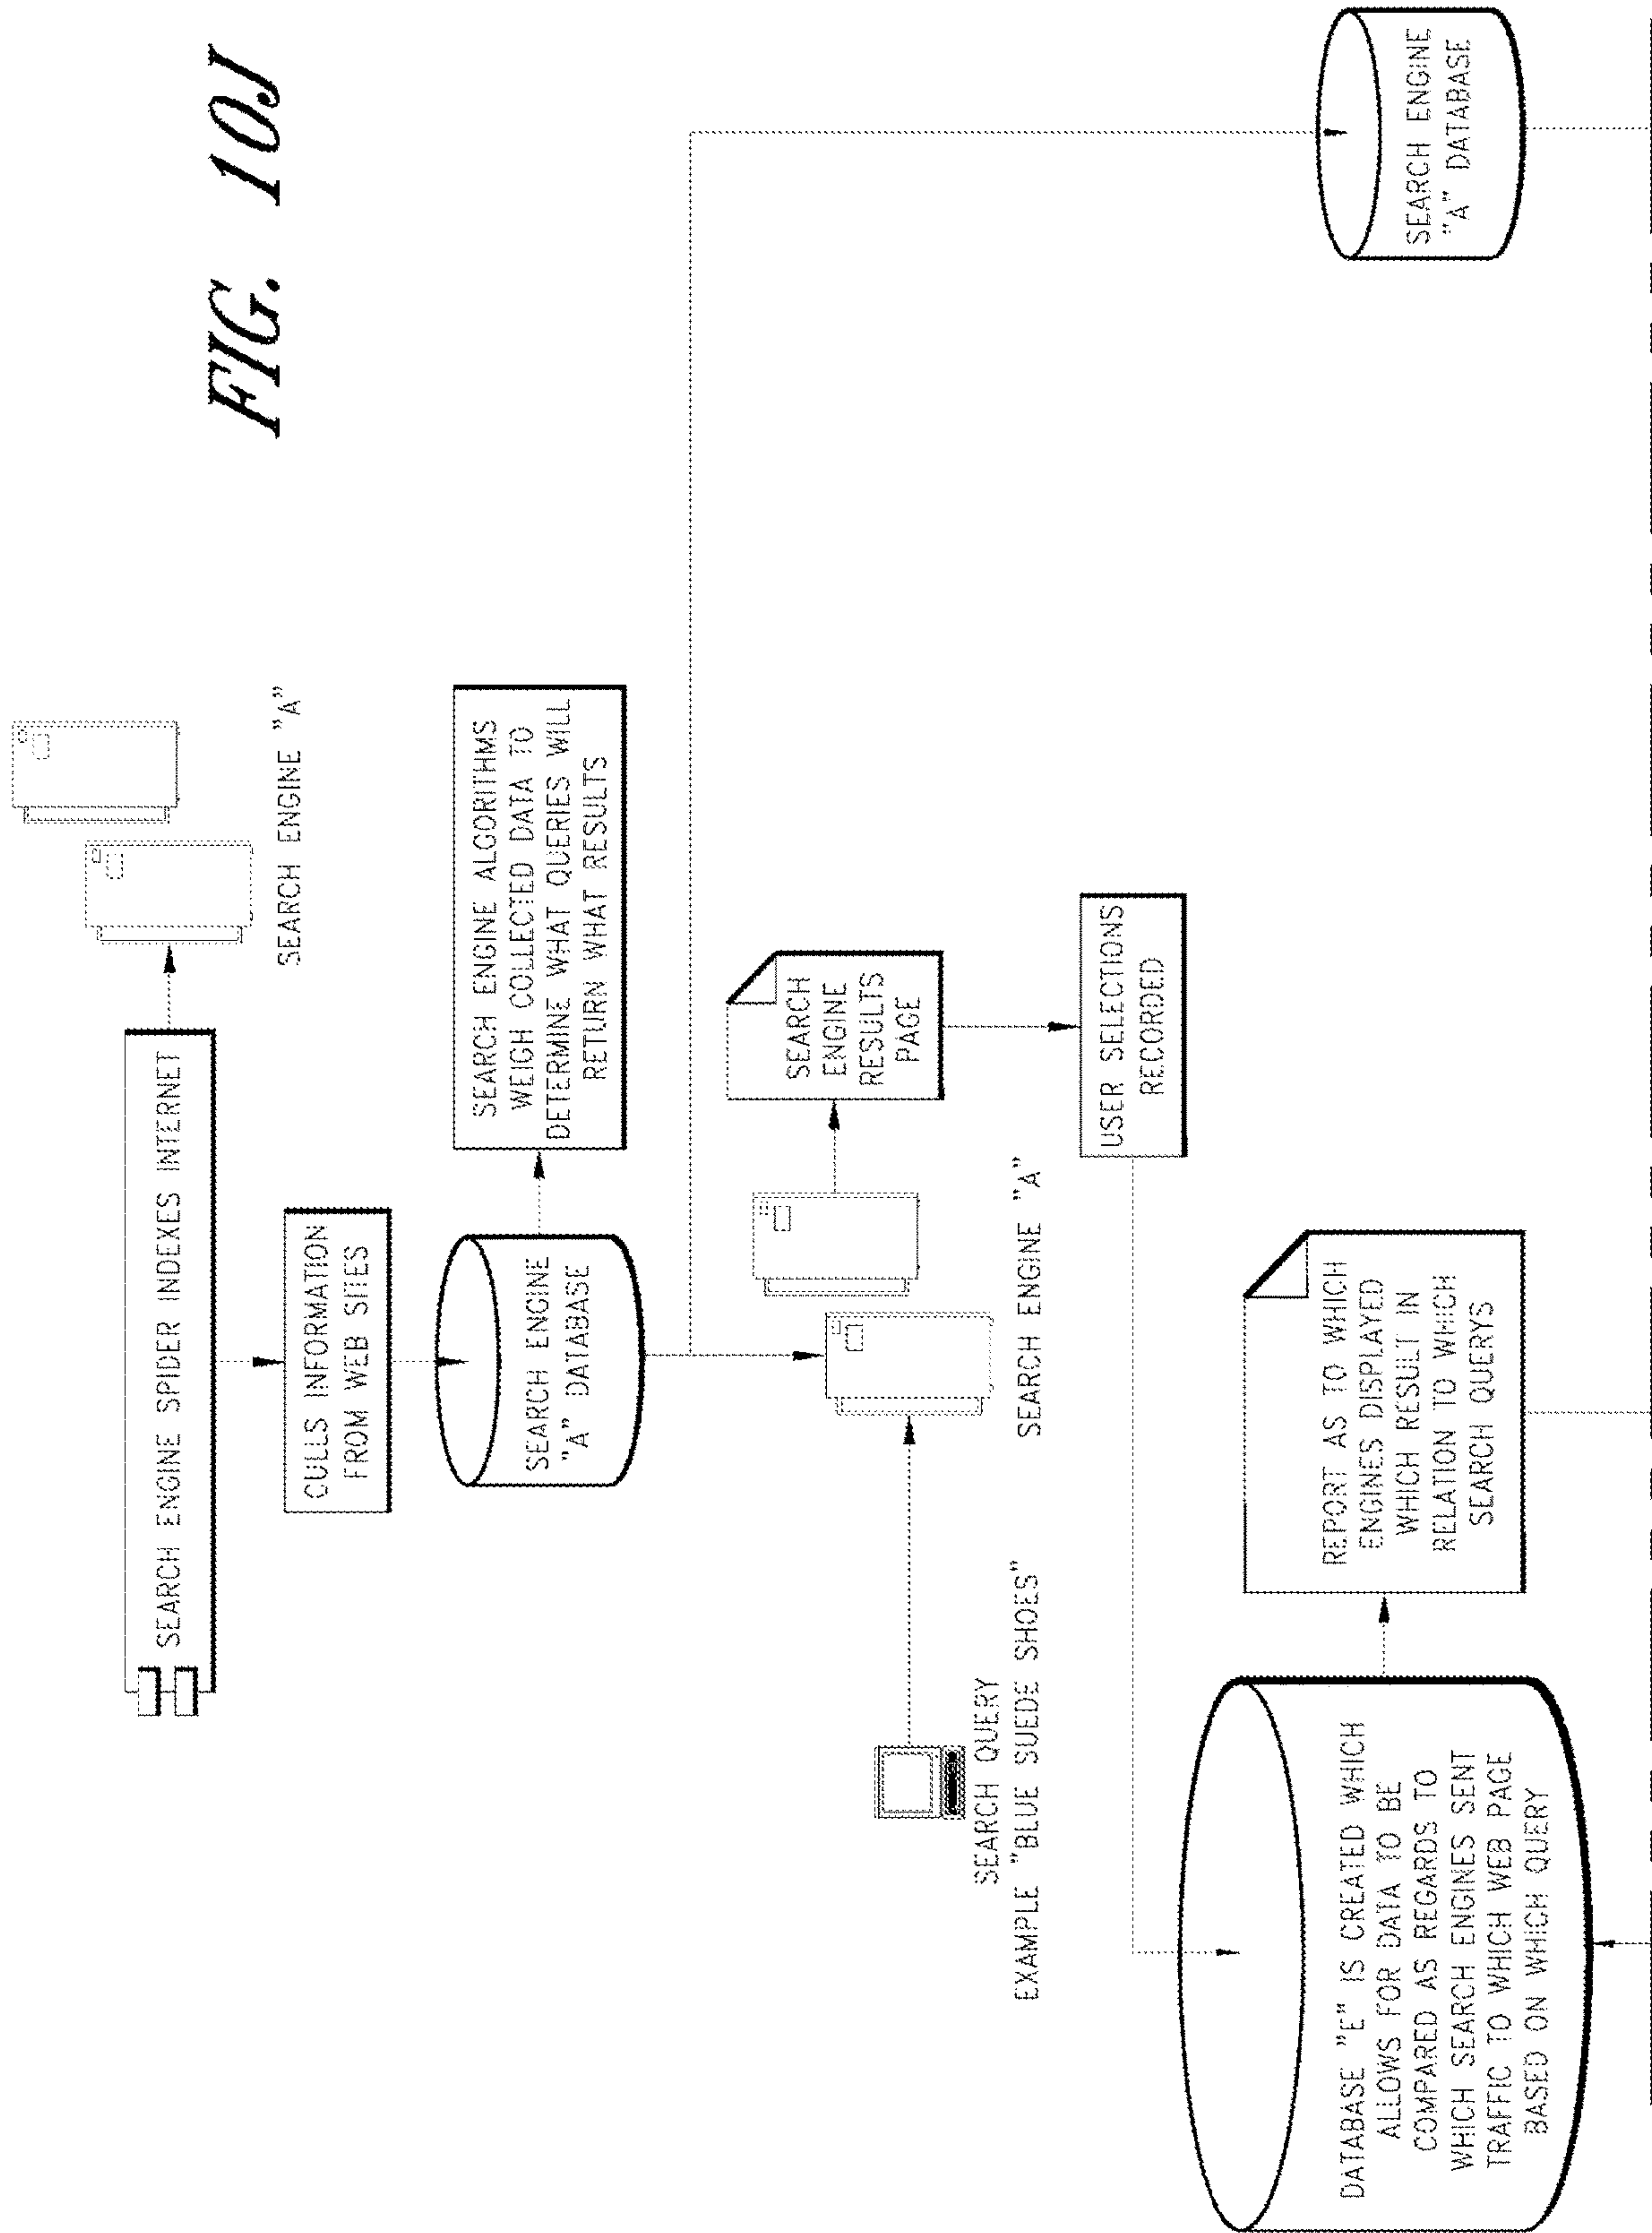 FIG. 10J
SEARCH ENGINE SPIDER INDEXES INTERNET
SEARCH ENGINE "A"
CULLS INFORMATION
FROM WEB SITES
SEARCH ENGINE
"A" DATABASE
SEARCH ENGINE ALGORITHMS
WEIGH COLLECTED DATA TO
DETERMINE WHAT QUERIES WILL
RETURN WHAT RESULTS
SEARCH QUERY
EXAMPLE "BLUE SUEDE SHOES"
SEARCH ENGINE "A"
SEARCH
ENGINE
RESULTS
PAGE
USER SELECTIONS
RECORDED
DATABASE "E" IS CREATED WHICH
ALLOWS FOR DATA TO BE
COMPARED AS REGARDS TO
WHICH SEARCH ENGINES SENT
TRAFFIC TO WHICH WEB PAGE
BASED ON WHICH QUERY
REPORT AS TO WHICH
ENGINES DISPLAYED
WHICH RESULT IN
RELATION TO WHICH
SEARCH QUERYS
SEARCH ENGINE
"A" DATABASE